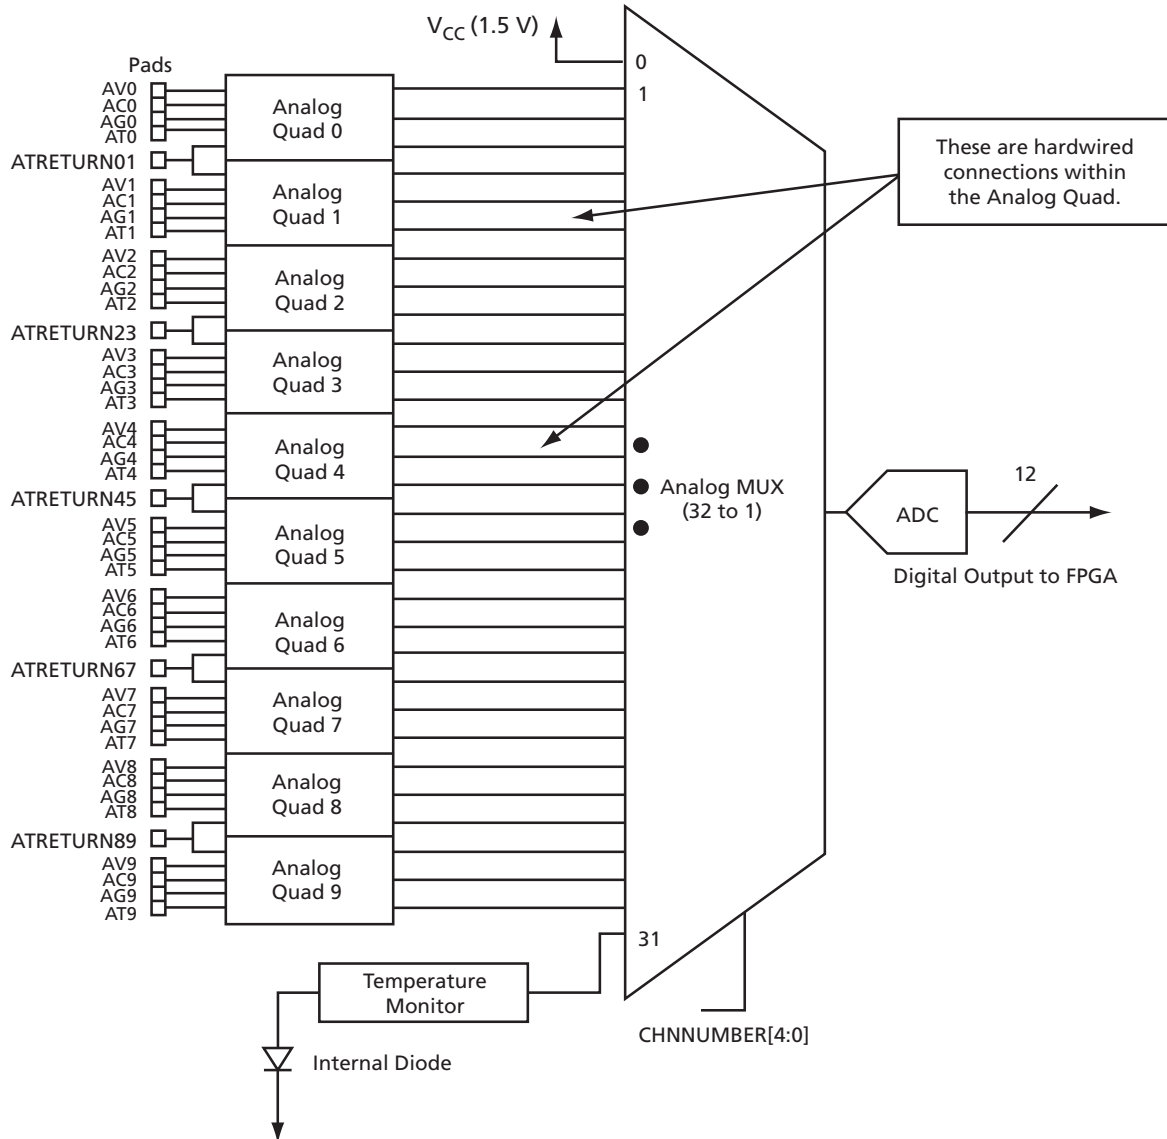 V_CC (1.5 V)
0
1
Pads
AV0
AC0
AG0
AT0
ATRETURN01
AV1
AC1
AG1
AT1
AV2
AC2
AG2
AT2
ATRETURN23
AV3
AC3
AG3
AT3
AV4
AC4
AG4
AT4
ATRETURN45
AV5
AC5
AG5
AT5
AV6
AC6
AG6
AT6
ATRETURN67
AV7
AC7
AG7
AT7
AV8
AC8
AG8
AT8
ATRETURN89
AV9
AC9
AG9
AT9
Analog
Quad 0
Analog
Quad 1
Analog
Quad 2
Analog
Quad 3
Analog
Quad 4
Analog
Quad 5
Analog
Quad 6
Analog
Quad 7
Analog
Quad 8
Analog
Quad 9
These are hardwired
connections within
the Analog Quad.
Analog MUX
(32 to 1)
ADC
12
Digital Output to FPGA
31
Temperature
Monitor
CHNNUMBER[4:0]
Internal Diode